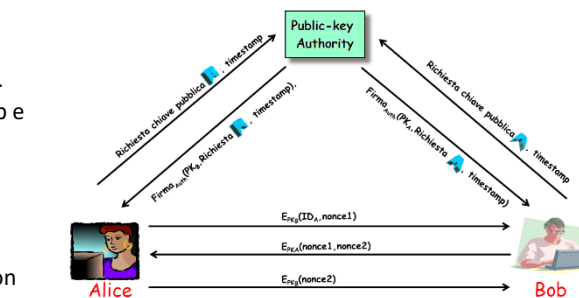 Public-key
Authority
.
o e
on
Richiesta chiave pubblica B, timestamp
Firma_Auth(PK_B, Richiesta B, timestamp),
Richiesta chiave pubblica A, timestamp
Firma_Auth(PK_A, Richiesta A, timestamp)
E_PKB(ID_A, nonce1)
E_PKA(nonce1, nonce2)
E_PKB(nonce2)
Alice
Bob